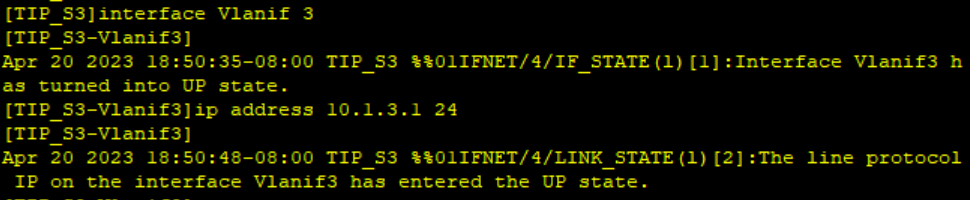 [TIP_S3]interface Vlanif 3
[TIP_S3-Vlanif3]
Apr 20 2023 18:50:35-08:00 TIP_S3 %%01IFNET/4/IF_STATE(l)[1]:Interface Vlanif3 h
as turned into UP state.
[TIP_S3-Vlanif3]ip address 10.1.3.1 24
[TIP_S3-Vlanif3]
Apr 20 2023 18:50:48-08:00 TIP_S3 %%01IFNET/4/LINK_STATE(l)[2]:The line protocol
 IP on the interface Vlanif3 has entered the UP state.